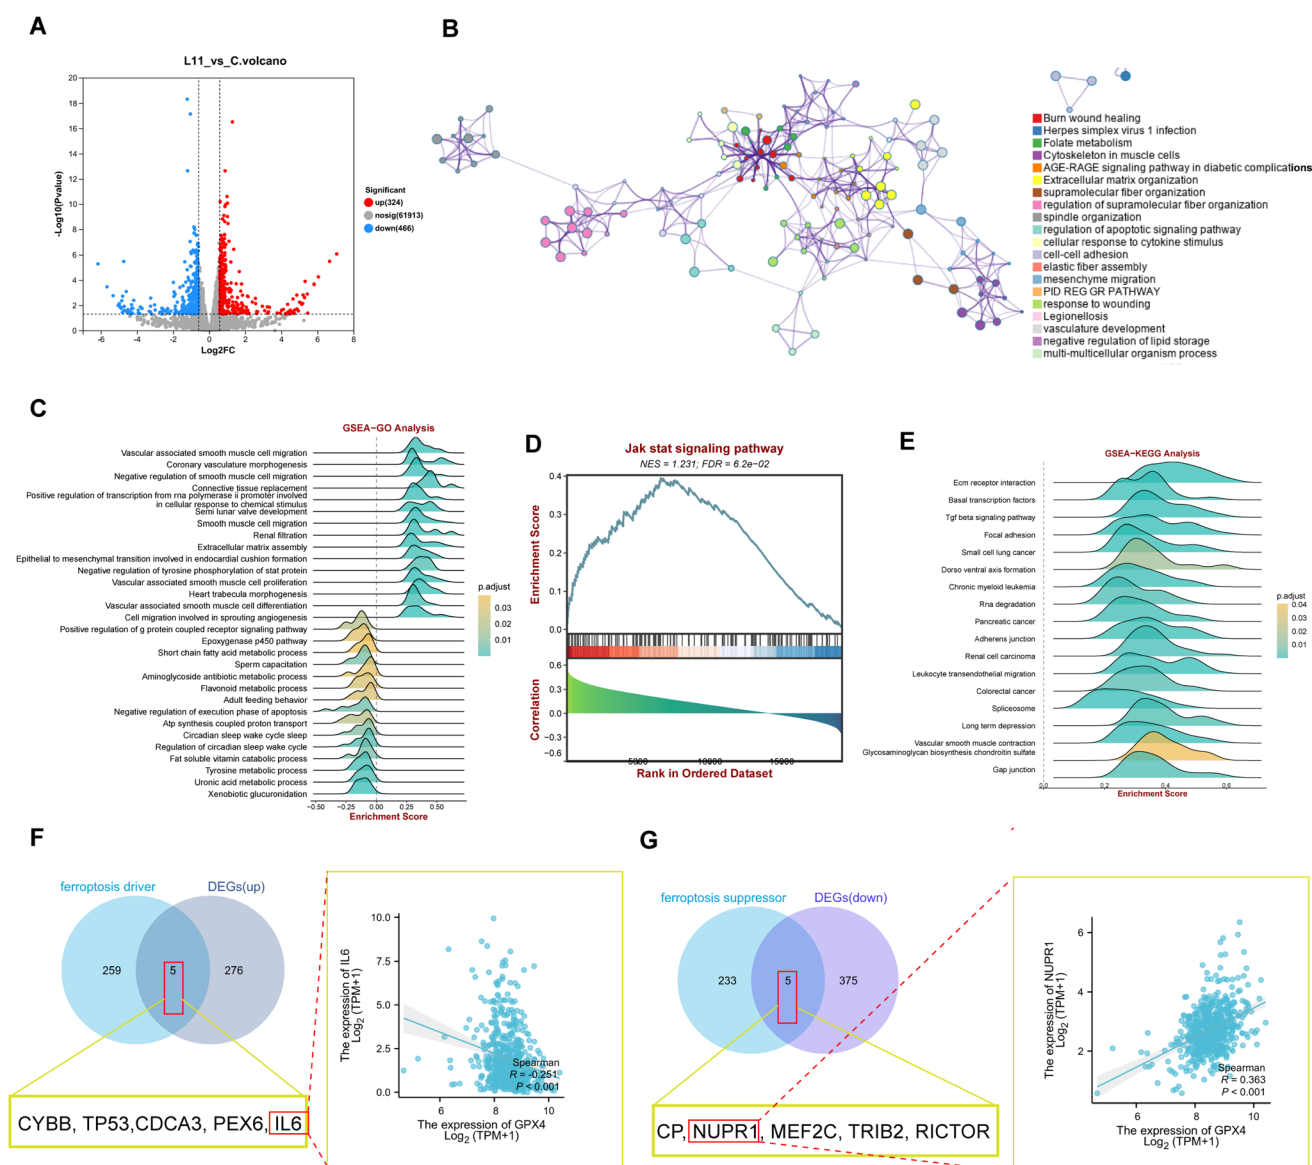 A
L11_vs_C.volcano
20
18
16
14
12
10
8
6
4
2
0
-Log10(Pvalue)
-6
-4
-2
0
2
4
6
8
Log2FC
Significant
up(324)
nosig(61913)
down(466)
B
Burn wound healing
Herpes simplex virus 1 infection
Folate metabolism
Cytoskeleton in muscle cells
AGE-RAGE signaling pathway in diabetic complications
Extracellular matrix organization
supramolecular fiber organization
regulation of supramolecular fiber organization
spindle organization
regulation of apoptotic signaling pathway
cellular response to cytokine stimulus
cell-cell adhesion
elastic fiber assembly
mesenchyme migration
PID REG GR PATHWAY
response to wounding
Legionellosis
vasculature development
negative regulation of lipid storage
multi-multicellular organism process
C
GSEA-GO Analysis
Vascular associated smooth muscle cell migration
Coronary vasculature morphogenesis
Negative regulation of smooth muscle cell migration
Connective tissue replacement
Positive regulation of transcription from rna polymerase ii promoter involved
in cellular response to chemical stimulus
Semi lunar valve development
Smooth muscle cell migration
Renal filtration
Extracellular matrix assembly
Epithelial to mesenchymal transition involved in endocardial cushion formation
Negative regulation of tyrosine phosphorylation of stat protein
Vascular associated smooth muscle cell proliferation
Heart trabecula morphogenesis
Vascular associated smooth muscle cell differentiation
Cell migration involved in sprouting angiogenesis
Positive regulation of g protein coupled receptor signaling pathway
Epoxygenase p450 pathway
Short chain fatty acid metabolic process
Sperm capacitation
Aminoglycoside antibiotic metabolic process
Flavonoid metabolic process
Adult feeding behavior
Negative regulation of execution phase of apoptosis
Atp synthesis coupled proton transport
Circadian sleep wake cycle sleep
Regulation of circadian sleep wake cycle
Fat soluble vitamin catabolic process
Tyrosine metabolic process
Uronic acid metabolic process
Xenobiotic glucuronidation
-0.50
-0.25
0.00
0.25
0.50
Enrichment Score
p.adjust
0.03
0.02
0.01
D
Jak stat signaling pathway
NES = 1.231; FDR = 6.2e-02
0.4
0.3
0.2
0.1
0.0
Enrichment Score
0.6
0.3
0.0
-0.3
-0.6
Correlation
5000
10000
15000
Rank in Ordered Dataset
E
GSEA-KEGG Analysis
Ecm receptor interaction
Basal transcription factors
Tgf beta signaling pathway
Focal adhesion
Small cell lung cancer
Dorso ventral axis formation
Chronic myeloid leukemia
Rna degradation
Pancreatic cancer
Adherens junction
Renal cell carcinoma
Leukocyte transendothelial migration
Colorectal cancer
Spliceosome
Long term depression
Vascular smooth muscle contraction
Glycosaminoglycan biosynthesis chondroitin sulfate
Gap junction
0.0
0.2
0.4
0.6
Enrichment Score
p.adjust
0.04
0.03
0.02
0.01
F
ferroptosis driver
DEGs(up)
259
5
276
CYBB, TP53,CDCA3, PEX6, IL6
10.0
7.5
5.0
2.5
0.0
The expression of IL6
Log2 (TPM+1)
Spearman
R = -0.251
P < 0.001
6
8
10
The expression of GPX4
Log2 (TPM+1)
G
ferroptosis suppressor
DEGs(down)
233
5
375
CP, NUPR1, MEF2C, TRIB2, RICTOR
6
4
2
The expression of NUPR1
Log2 (TPM+1)
Spearman
R = 0.363
P < 0.001
6
8
10
The expression of GPX4
Log2 (TPM+1)